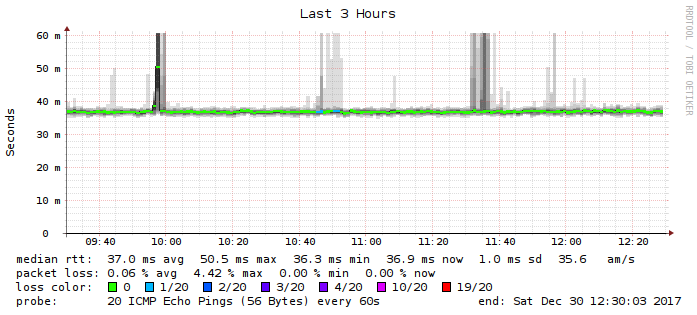 Last 3 Hours
RRDTOOL / TOBI OETIKER
Seconds
60 m
50 m
40 m
30 m
20 m
10 m
0
09:40 10:00 10:20 10:40 11:00 11:20 11:40 12:00 12:20
median rtt: 37.0 ms avg 50.5 ms max 36.3 ms min 36.9 ms now 1.0 ms sd 35.6 am/s
packet loss: 0.06 % avg 4.42 % max 0.00 % min 0.00 % now
loss color: 0 1/20 2/20 3/20 4/20 10/20 19/20
probe: 20 ICMP Echo Pings (56 Bytes) every 60s end: Sat Dec 30 12:30:03 2017